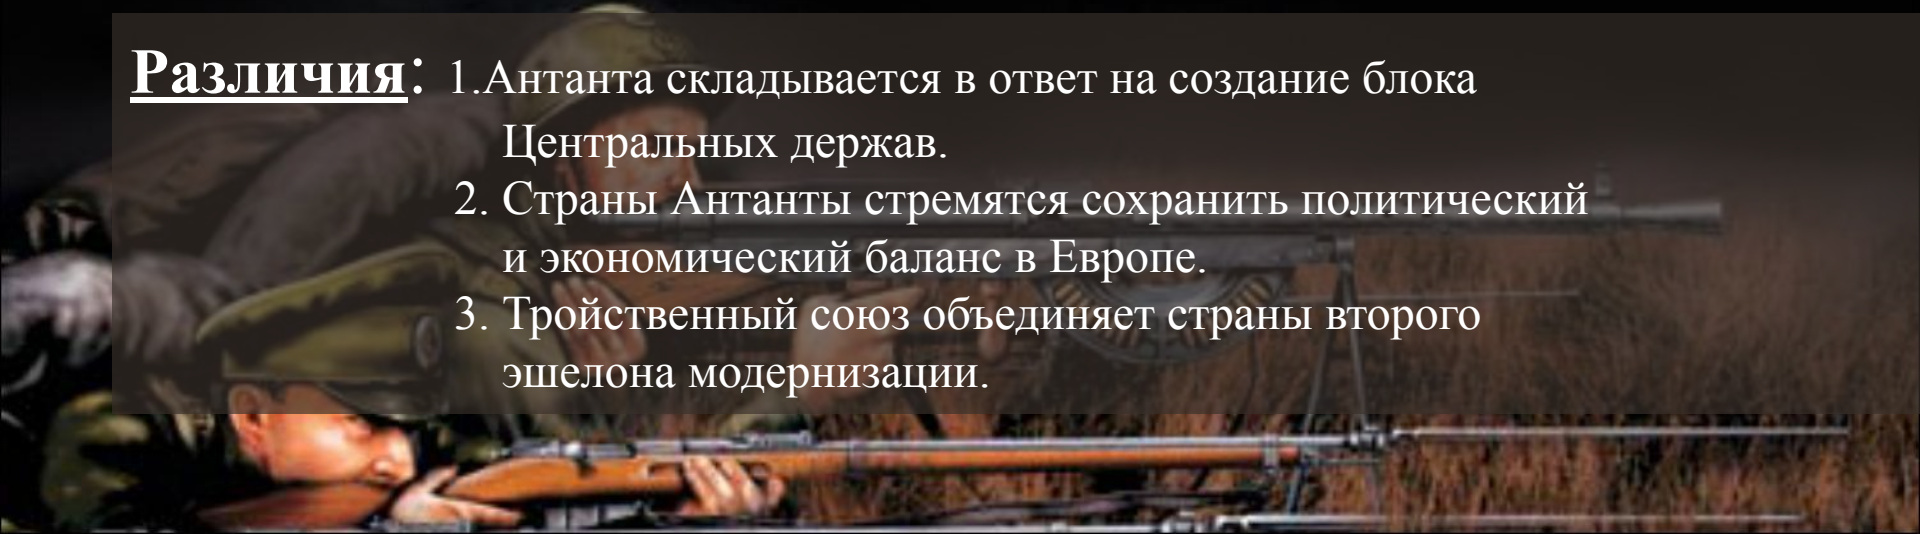 Различия: 1.Антанта складывается в ответ на создание блока
Центральных держав.
2. Страны Антанты стремятся сохранить политический
и экономический баланс в Европе.
3. Тройственный союз объединяет страны второго
эшелона модернизации.